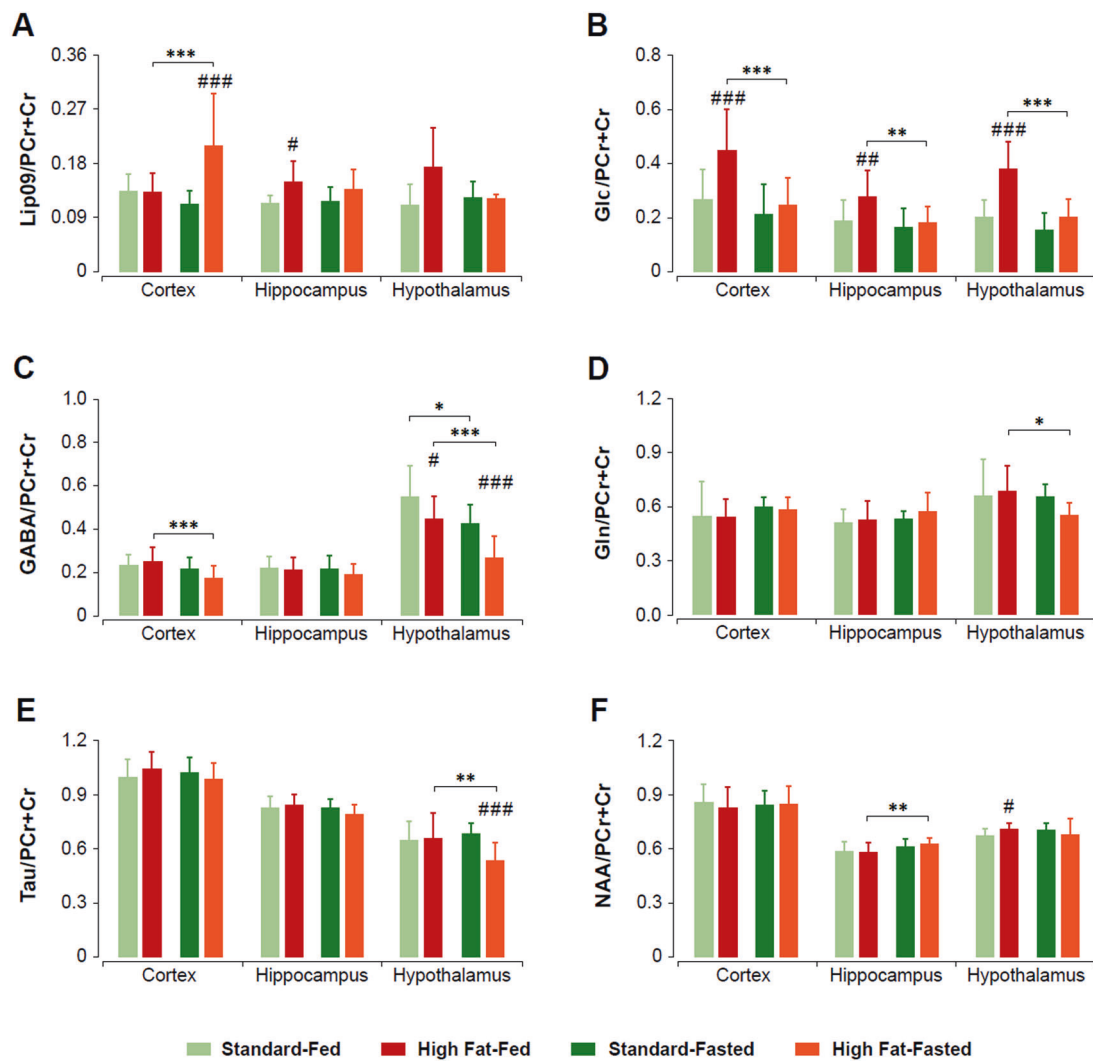 A
Lip09/PCr+Cr
0.36
0.27
0.18
0.09
0
***
###
#
Cortex
Hippocampus
Hypothalamus
B
Glc/PCr+Cr
0.8
0.6
0.4
0.2
0
###
***
##
**
###
***
Cortex
Hippocampus
Hypothalamus
C
GABA/PCr+Cr
1.0
0.8
0.6
0.4
0.2
0
***
*
***
#
###
Cortex
Hippocampus
Hypothalamus
D
Gln/PCr+Cr
1.2
0.9
0.6
0.3
0.0
*
Cortex
Hippocampus
Hypothalamus
E
Tau/PCr+Cr
1.2
0.9
0.6
0.3
0
**
###
Cortex
Hippocampus
Hypothalamus
F
NAA/PCr+Cr
1.2
0.9
0.6
0.3
0
**
#
Cortex
Hippocampus
Hypothalamus
Standard-Fed
High Fat-Fed
Standard-Fasted
High Fat-Fasted